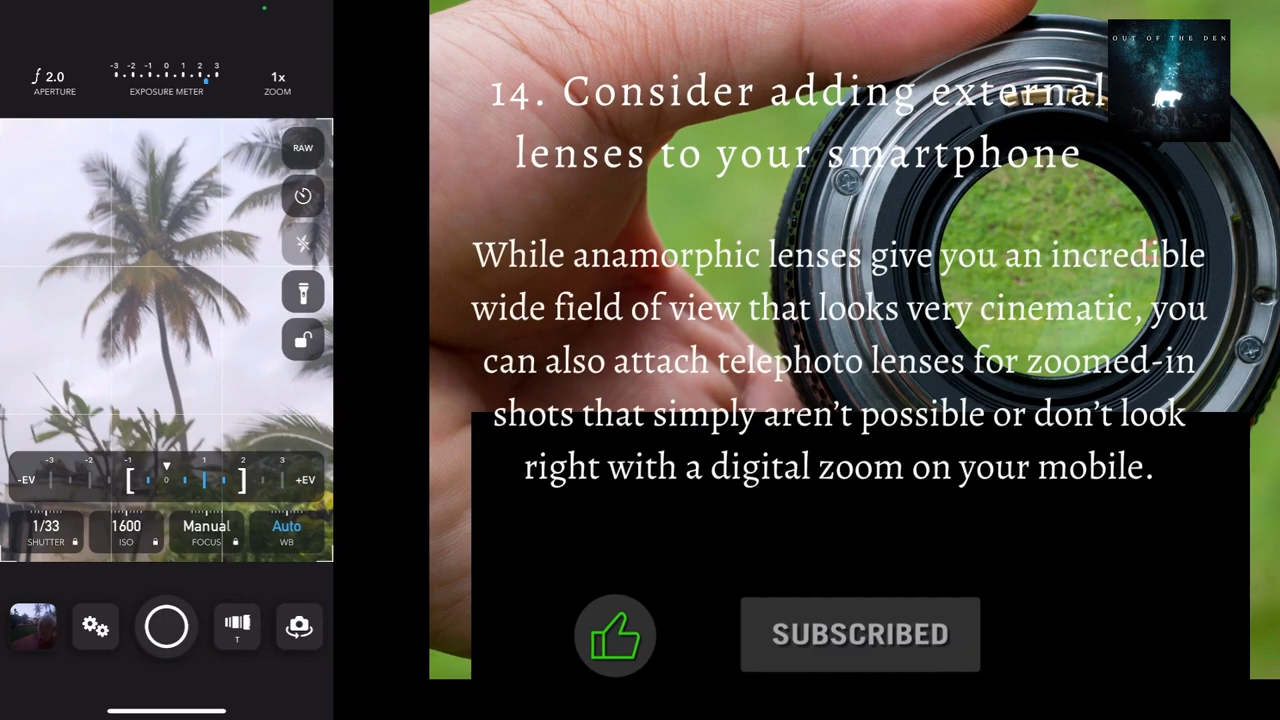 -3 -2 -1 0 1 2 3
ƒ 2.0
1x
APERTURE
EXPOSURE METER
ZOOM
RAW
-3 -2 -1 0 1 2 3
-EV
+EV
1/33
1600
Manual
Auto
SHUTTER
ISO
FOCUS
WB
T
14. Consider adding external
lenses to your smartphone
OUT OF THE DEN
While anamorphic lenses give you an incredible
wide field of view that looks very cinematic, you
can also attach telephoto lenses for zoomed-in
shots that simply aren’t possible or don’t look
right with a digital zoom on your mobile.
SUBSCRIBED